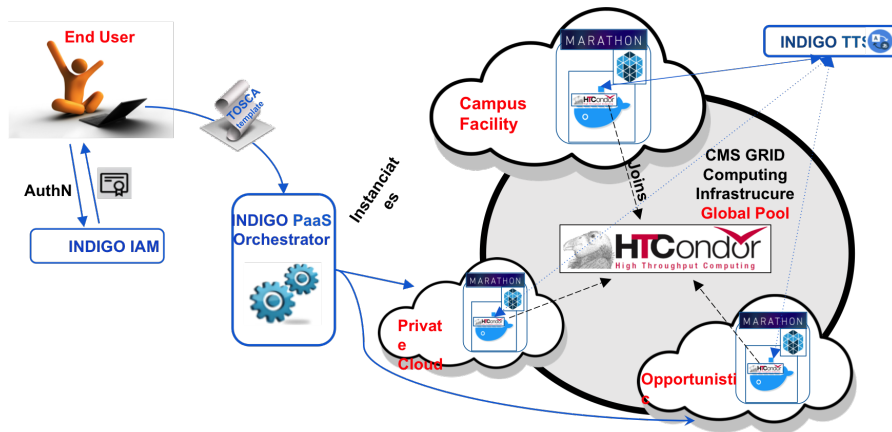 End User
TOSCA
template
AuthN
INDIGO IAM
INDIGO PaaS
Orchestrator
Instanciat
es
MARATHON
HTCondor
Campus
Facility
INDIGO TTS
Joins
CMS GRID
Computing
Infrastrucure
Global Pool
HTCondor
High Throughput Computing
MARATHON
HTCondor
Privat
e
Cloud
MARATHON
HTCondor
Opportunisti
c